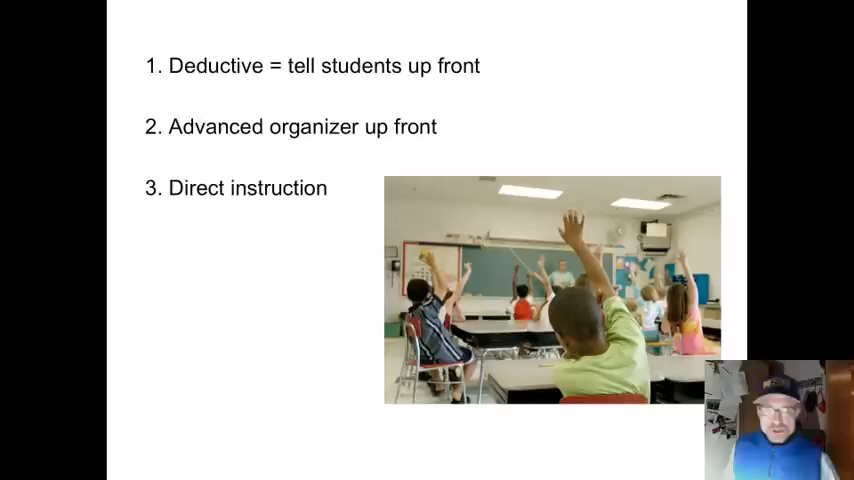 1. Deductive = tell students up front
2. Advanced organizer up front
3. Direct instruction